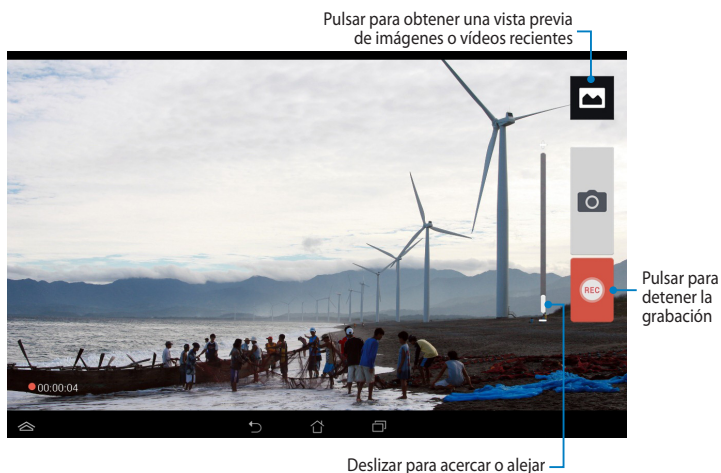 Pulsar para obtener una vista previa
de imágenes o vídeos recientes
REC
Pulsar para
detener la
grabación
00:00:04
Deslizar para acercar o alejar